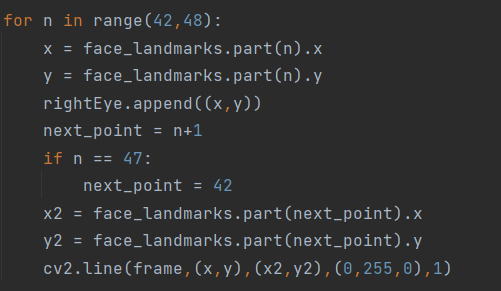 for n in range(42,48):
    x = face_landmarks.part(n).x
    y = face_landmarks.part(n).y
    rightEye.append((x,y))
    next_point = n+1
    if n == 47:
        next_point = 42
    x2 = face_landmarks.part(next_point).x
    y2 = face_landmarks.part(next_point).y
    cv2.line(frame,(x,y),(x2,y2),(0,255,0),1)